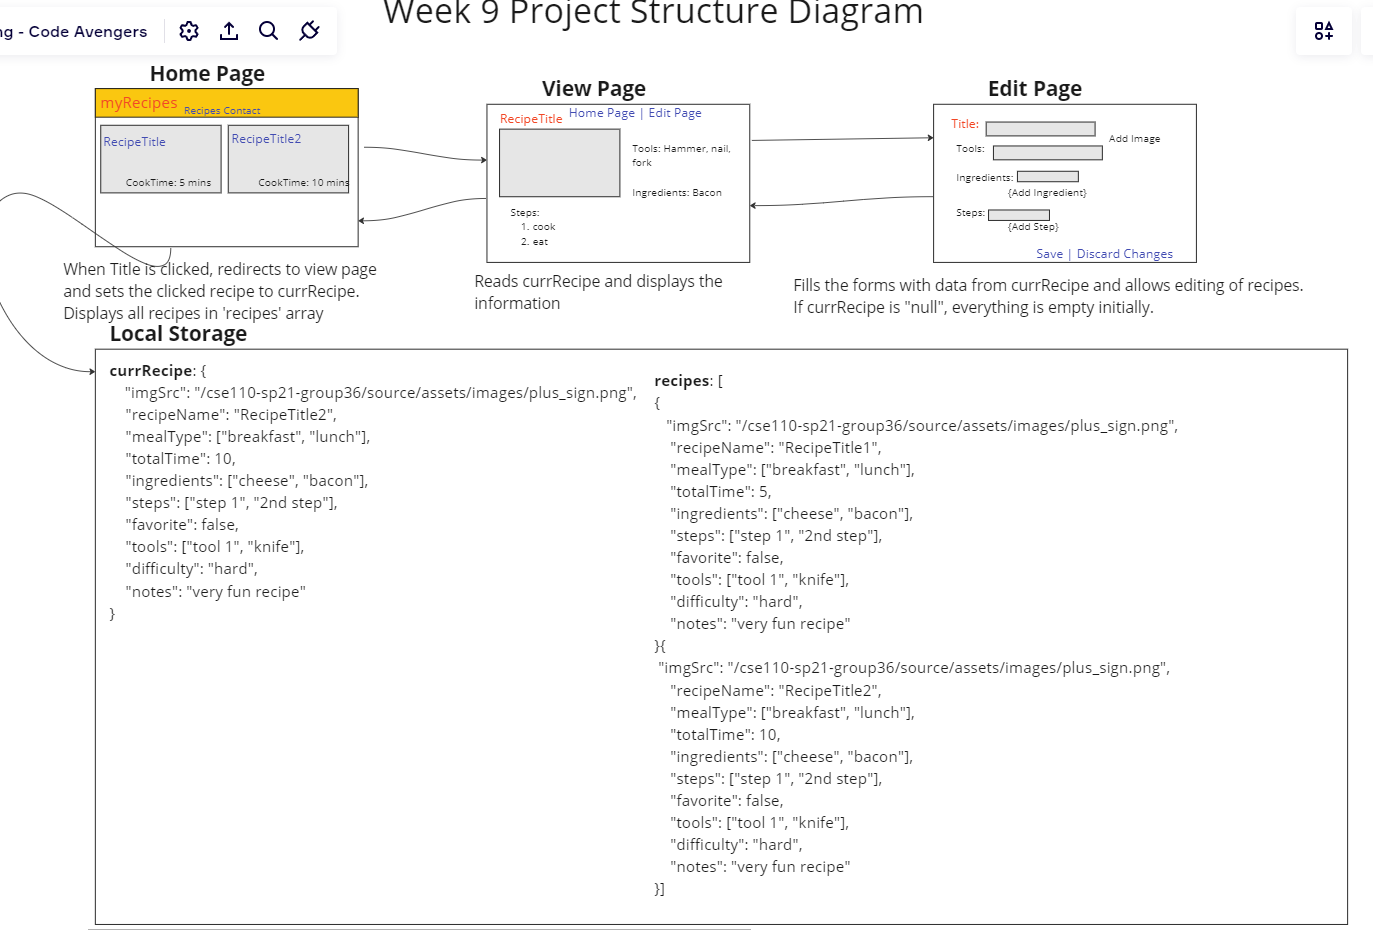 Week 9 Project Structure Diagram
ng - Code Avengers
Home Page
myRecipes
Recipes Contact
RecipeTitle
CookTime: 5 mins
RecipeTitle2
CookTime: 10 mins
When Title is clicked, redirects to view page
and sets the clicked recipe to currRecipe.
Displays all recipes in 'recipes' array
View Page
RecipeTitle
Home Page | Edit Page
Tools: Hammer, nail,
fork
Ingredients: Bacon
Steps:
1. cook
2. eat
Reads currRecipe and displays the
information
Edit Page
Title:
Add Image
Tools:
Ingredients:
{Add Ingredient}
Steps:
{Add Step}
Save | Discard Changes
Fills the forms with data from currRecipe and allows editing of recipes.
If currRecipe is "null", everything is empty initially.
Local Storage
currRecipe: {
"imgSrc": "/cse110-sp21-group36/source/assets/images/plus_sign.png",
"recipeName": "RecipeTitle2",
"mealType": ["breakfast", "lunch"],
"totalTime": 10,
"ingredients": ["cheese", "bacon"],
"steps": ["step 1", "2nd step"],
"favorite": false,
"tools": ["tool 1", "knife"],
"difficulty": "hard",
"notes": "very fun recipe"
}
recipes: [
{
"imgSrc": "/cse110-sp21-group36/source/assets/images/plus_sign.png",
"recipeName": "RecipeTitle1",
"mealType": ["breakfast", "lunch"],
"totalTime": 5,
"ingredients": ["cheese", "bacon"],
"steps": ["step 1", "2nd step"],
"favorite": false,
"tools": ["tool 1", "knife"],
"difficulty": "hard",
"notes": "very fun recipe"
}{
"imgSrc": "/cse110-sp21-group36/source/assets/images/plus_sign.png",
"recipeName": "RecipeTitle2",
"mealType": ["breakfast", "lunch"],
"totalTime": 10,
"ingredients": ["cheese", "bacon"],
"steps": ["step 1", "2nd step"],
"favorite": false,
"tools": ["tool 1", "knife"],
"difficulty": "hard",
"notes": "very fun recipe"
}]